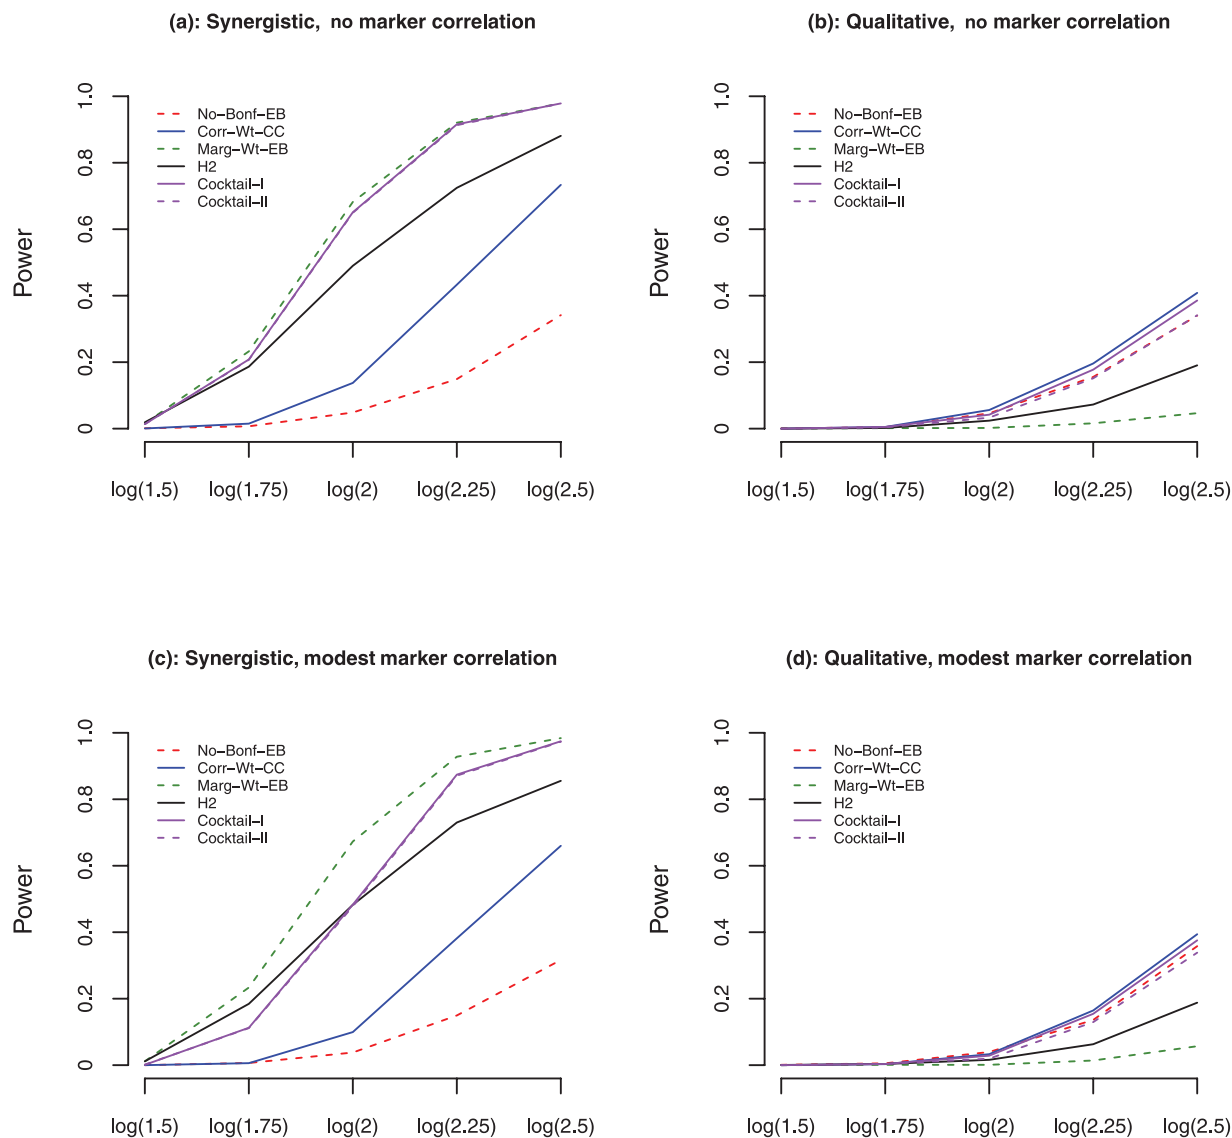 (a): Synergistic, no marker correlation
Power
1.0
0.8
0.6
0.4
0.2
0
No−Bonf−EB
Corr−Wt−CC
Marg−Wt−EB
H2
Cocktail−I
Cocktail−II
log(1.5) log(1.75) log(2) log(2.25) log(2.5)
(b): Qualitative, no marker correlation
Power
1.0
0.8
0.6
0.4
0.2
0
No−Bonf−EB
Corr−Wt−CC
Marg−Wt−EB
H2
Cocktail−I
Cocktail−II
log(1.5) log(1.75) log(2) log(2.25) log(2.5)
(c): Synergistic, modest marker correlation
Power
1.0
0.8
0.6
0.4
0.2
0
No−Bonf−EB
Corr−Wt−CC
Marg−Wt−EB
H2
Cocktail−I
Cocktail−II
log(1.5) log(1.75) log(2) log(2.25) log(2.5)
(d): Qualitative, modest marker correlation
Power
1.0
0.8
0.6
0.4
0.2
0
No−Bonf−EB
Corr−Wt−CC
Marg−Wt−EB
H2
Cocktail−I
Cocktail−II
log(1.5) log(1.75) log(2) log(2.25) log(2.5)